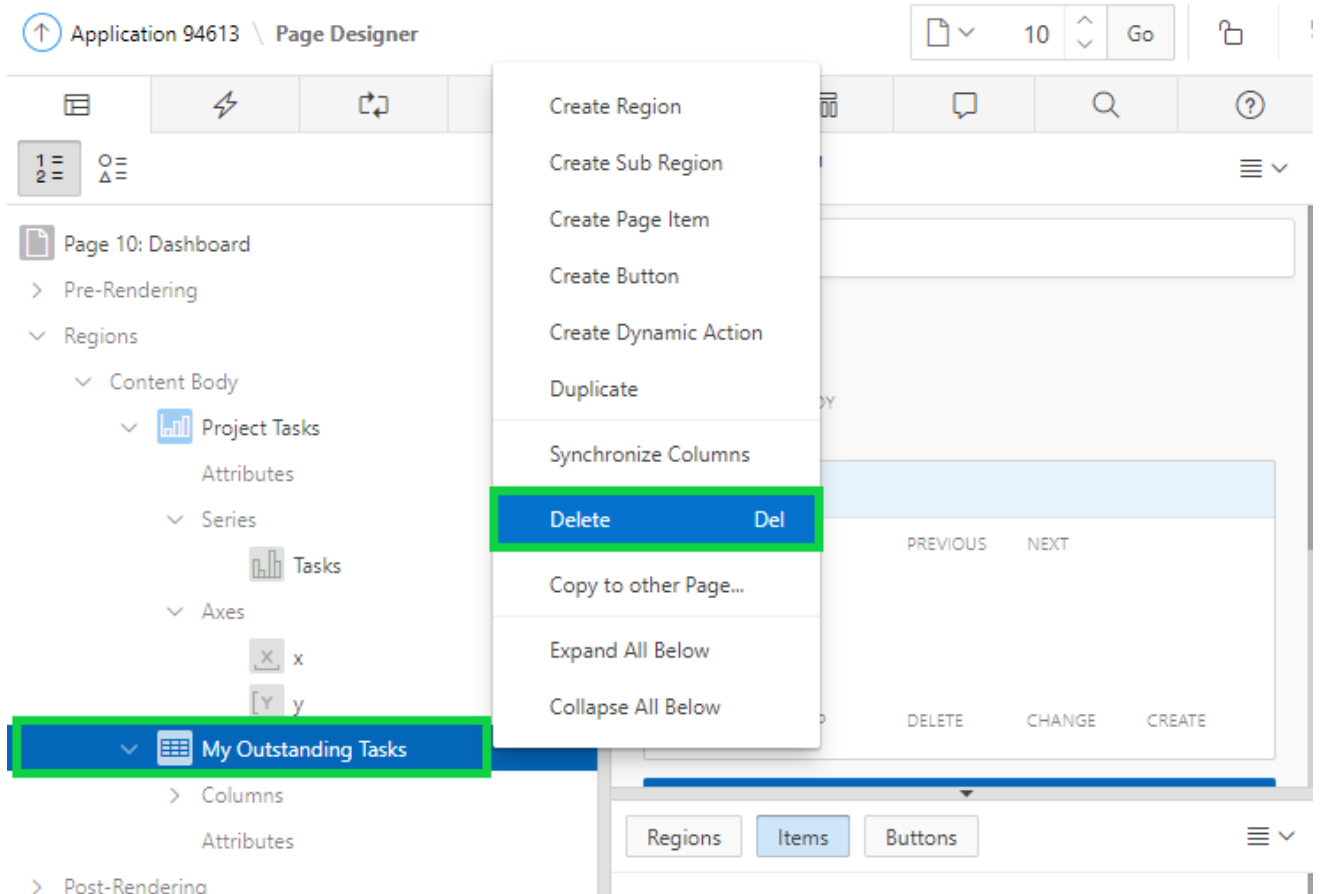 Application 94613 \ Page Designer
10
Go
Page 10: Dashboard
Pre-Rendering
Regions
Content Body
Project Tasks
Attributes
Series
Tasks
Axes
x
y
My Outstanding Tasks
Columns
Attributes
Post-Rendering
Create Region
Create Sub Region
Create Page Item
Create Button
Create Dynamic Action
Duplicate
Synchronize Columns
Delete Del
Copy to other Page...
Expand All Below
Collapse All Below
PREVIOUS NEXT
DELETE CHANGE CREATE
Regions Items Buttons